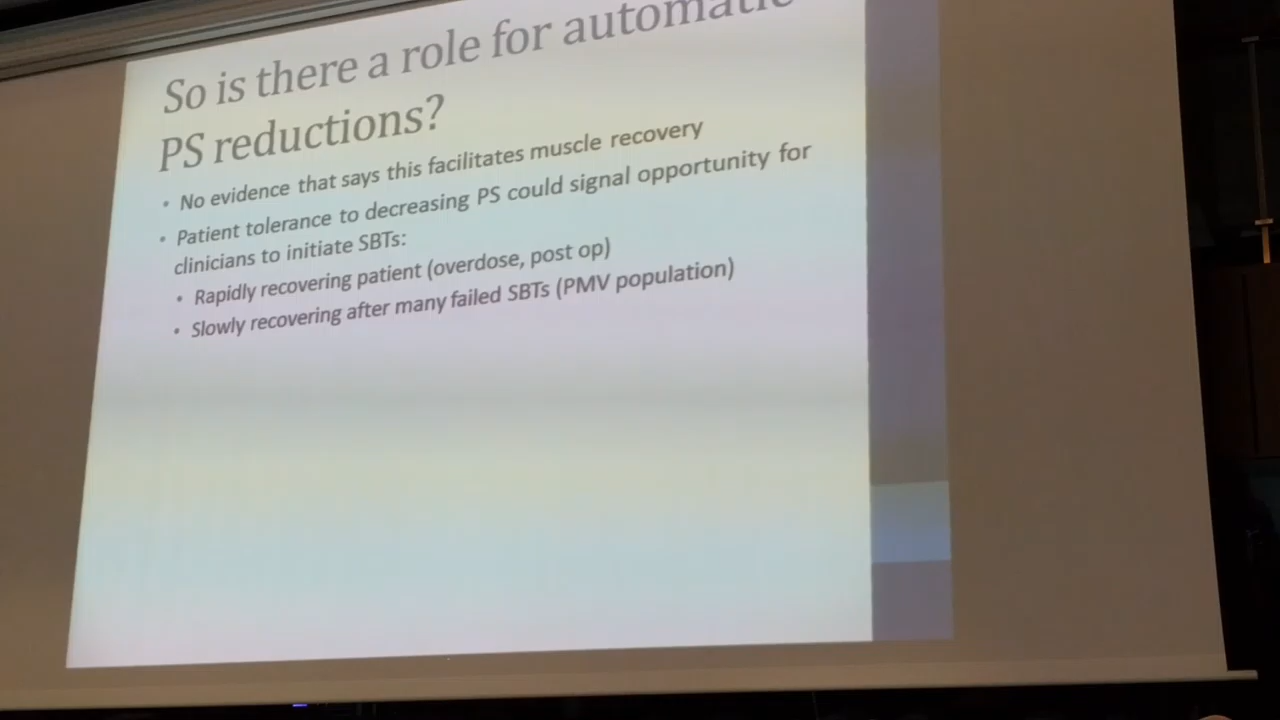 So is there a role for automatic
PS reductions?
• No evidence that says this facilitates muscle recovery
• Patient tolerance to decreasing PS could signal opportunity for
clinicians to initiate SBTs:
• Rapidly recovering patient (overdose, post op)
• Slowly recovering after many failed SBTs (PMV population)